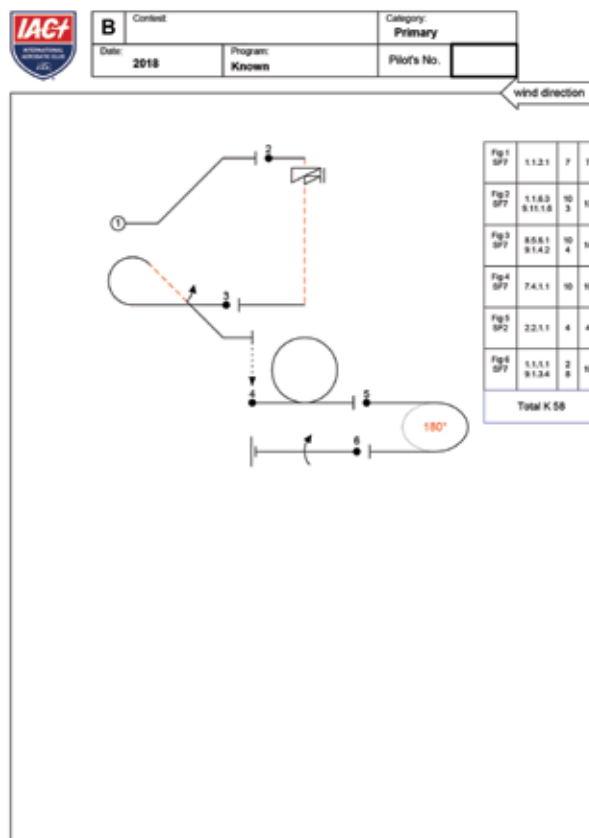 IAC
INTERNATIONAL
AEROBATIC CLUB
B
Contest:
Category:
Primary
Date:
2018
Program:
Known
Pilot's No.
wind direction
1
2
3
4
5
6
180°
Fig 1 1.1.2.1 7 7
SF7
Fig 2 1.1.6.3 10
SF7 9.11.1.6 3
Fig 3 8.5.6.1 10
SF7 9.1.4.2 4
Fig 4 7.4.1.1 10
SF7
Fig 5 2.2.1.1 4 4
SF2
Fig 6 1.1.1.1 2
SF7 9.1.3.4 8
Total K 58